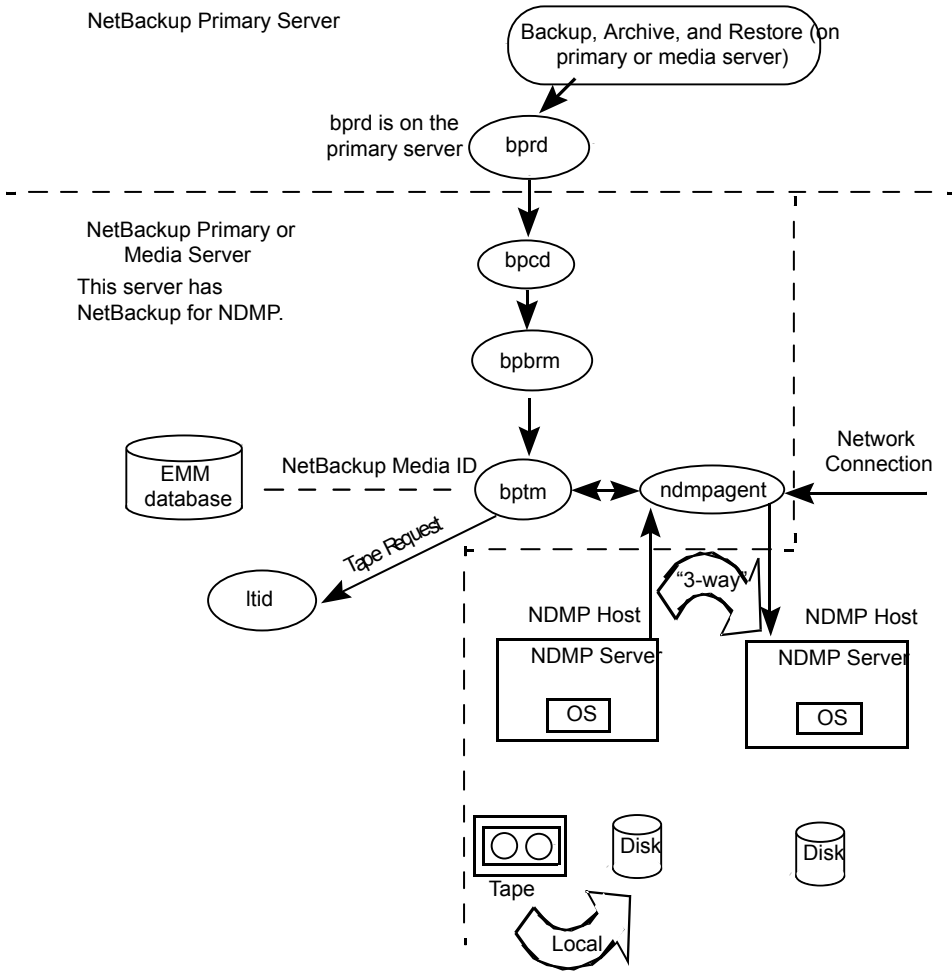 NetBackup Primary Server
Backup, Archive, and Restore (on
primary or media server)
bprd is on the
primary server
bprd
NetBackup Primary or
Media Server
This server has
NetBackup for NDMP.
bpcd
bpbrm
EMM
database
NetBackup Media ID
bptm
ndmpagent
Network
Connection
Tape Request
ltid
"3-way"
NDMP Host
NDMP Host
NDMP Server
NDMP Server
OS
OS
Tape
Disk
Disk
Local